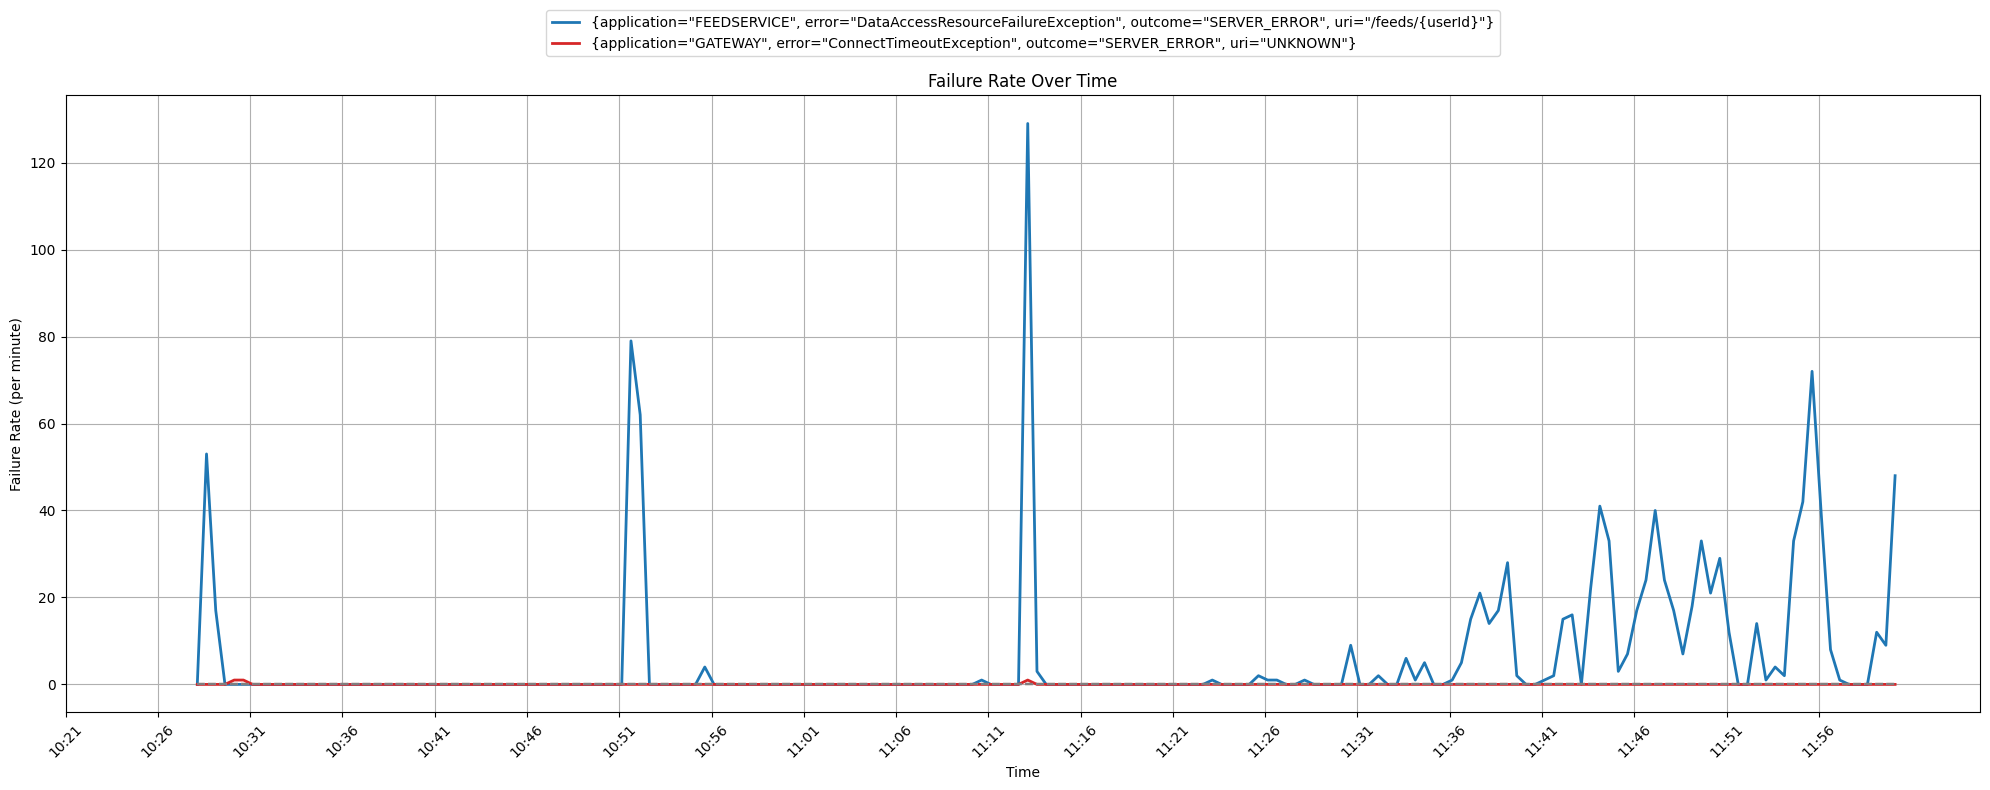 {application="FEEDSERVICE", error="DataAccessResourceFailureException", outcome="SERVER_ERROR", uri="/feeds/{userId}"}
{application="GATEWAY", error="ConnectTimeoutException", outcome="SERVER_ERROR", uri="UNKNOWN"}
Failure Rate Over Time
Failure Rate (per minute)
120
100
80
60
40
20
0
10:21 10:26 10:31 10:36 10:41 10:46 10:51 10:56 11:01 11:06 11:11 11:16 11:21 11:26 11:31 11:36 11:41 11:46 11:51 11:56
Time